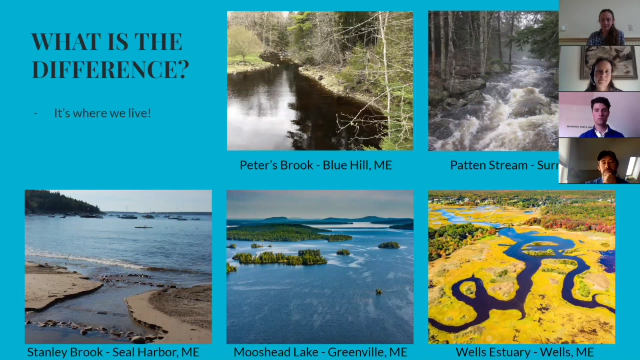 WHAT IS THE
DIFFERENCE?
- It's where we live!
Peter's Brook - Blue Hill, ME
Patten Stream - Surr
Stanley Brook - Seal Harbor, ME
Mooshead Lake - Greenville, ME
Wells Estuary - Wells, ME